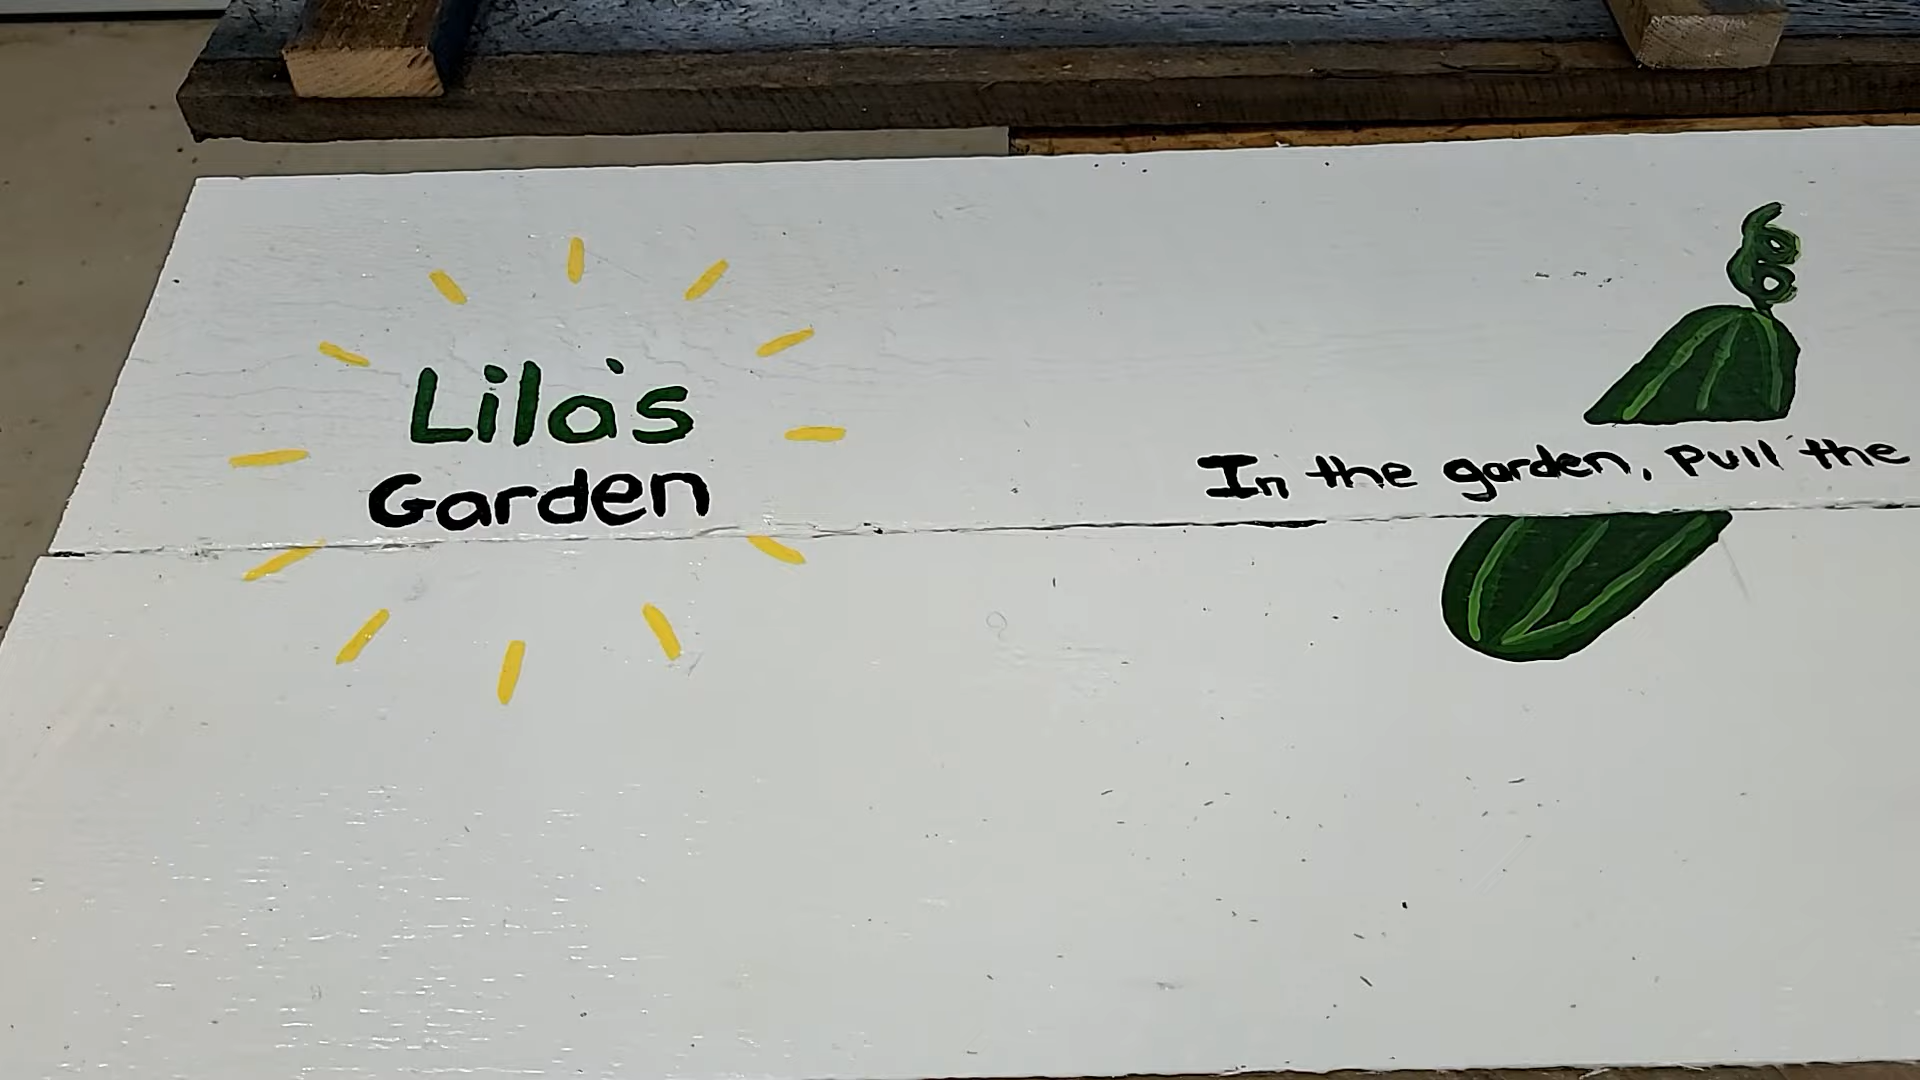 Lila's
Garden
In the garden, pull the